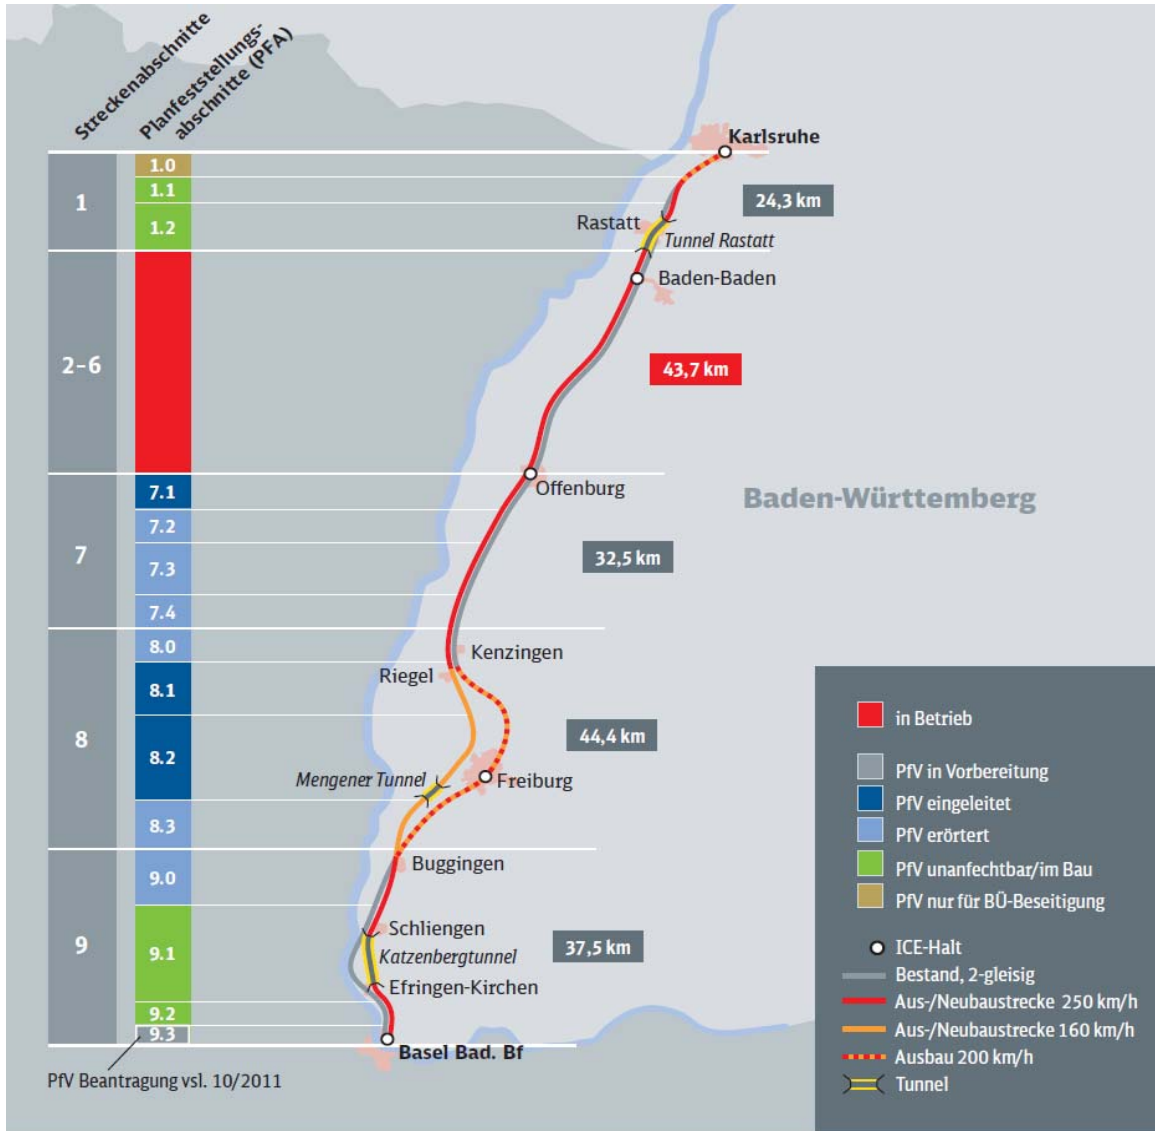 Streckenabschnitte
Planfeststellungs-
abschnitte (PFA)
1
2–6
7
8
9
1.0
1.1
1.2
7.1
7.2
7.3
7.4
8.0
8.1
8.2
8.3
9.0
9.1
9.2
9.3
PfV Beantragung vsl. 10/2011
Karlsruhe
24,3 km
Rastatt
Tunnel Rastatt
Baden-Baden
43,7 km
Offenburg
Baden-Württemberg
32,5 km
Kenzingen
Riegel
44,4 km
Mengener Tunnel
Freiburg
Buggingen
Schliengen
37,5 km
Katzenbergtunnel
Efringen-Kirchen
Basel Bad. Bf
in Betrieb
PfV in Vorbereitung
PfV eingeleitet
PfV erörtert
PfV unanfechtbar/im Bau
PfV nur für BÜ-Beseitigung
ICE-Halt
Bestand, 2-gleisig
Aus-/Neubaustrecke 250 km/h
Aus-/Neubaustrecke 160 km/h
Ausbau 200 km/h
Tunnel